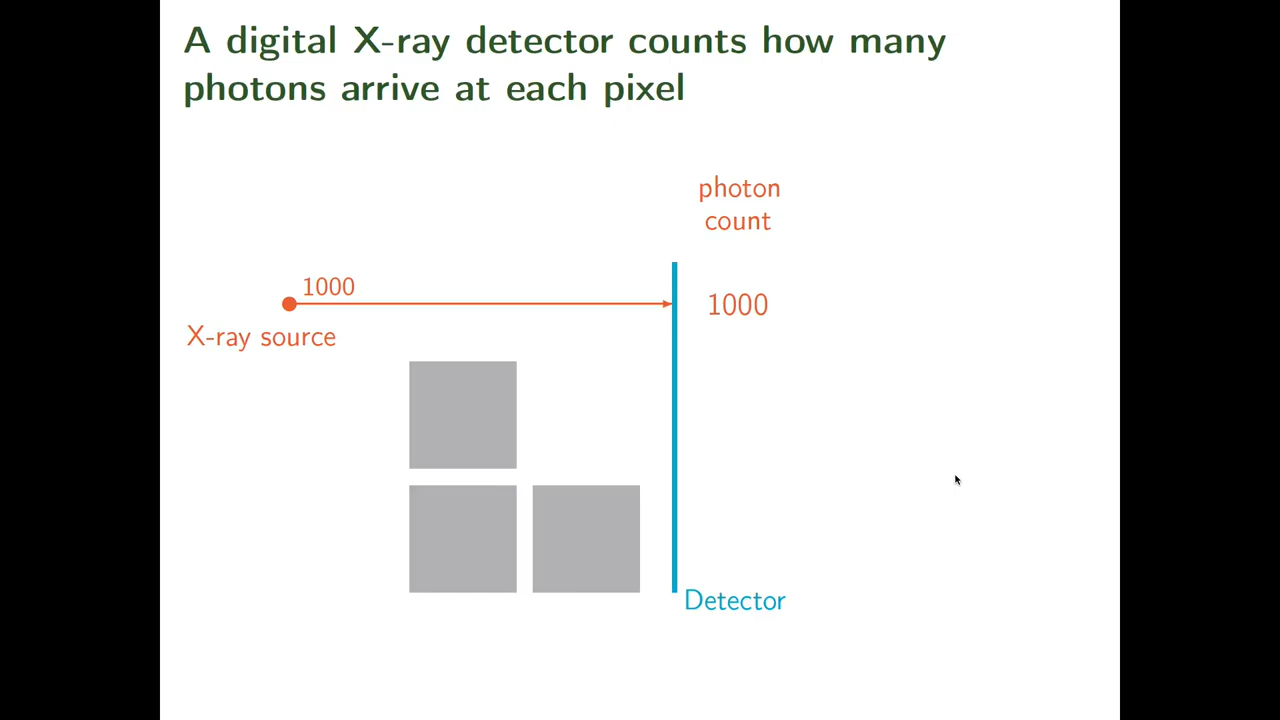 A digital X-ray detector counts how many
photons arrive at each pixel
photon
count
1000
1000
X-ray source
Detector